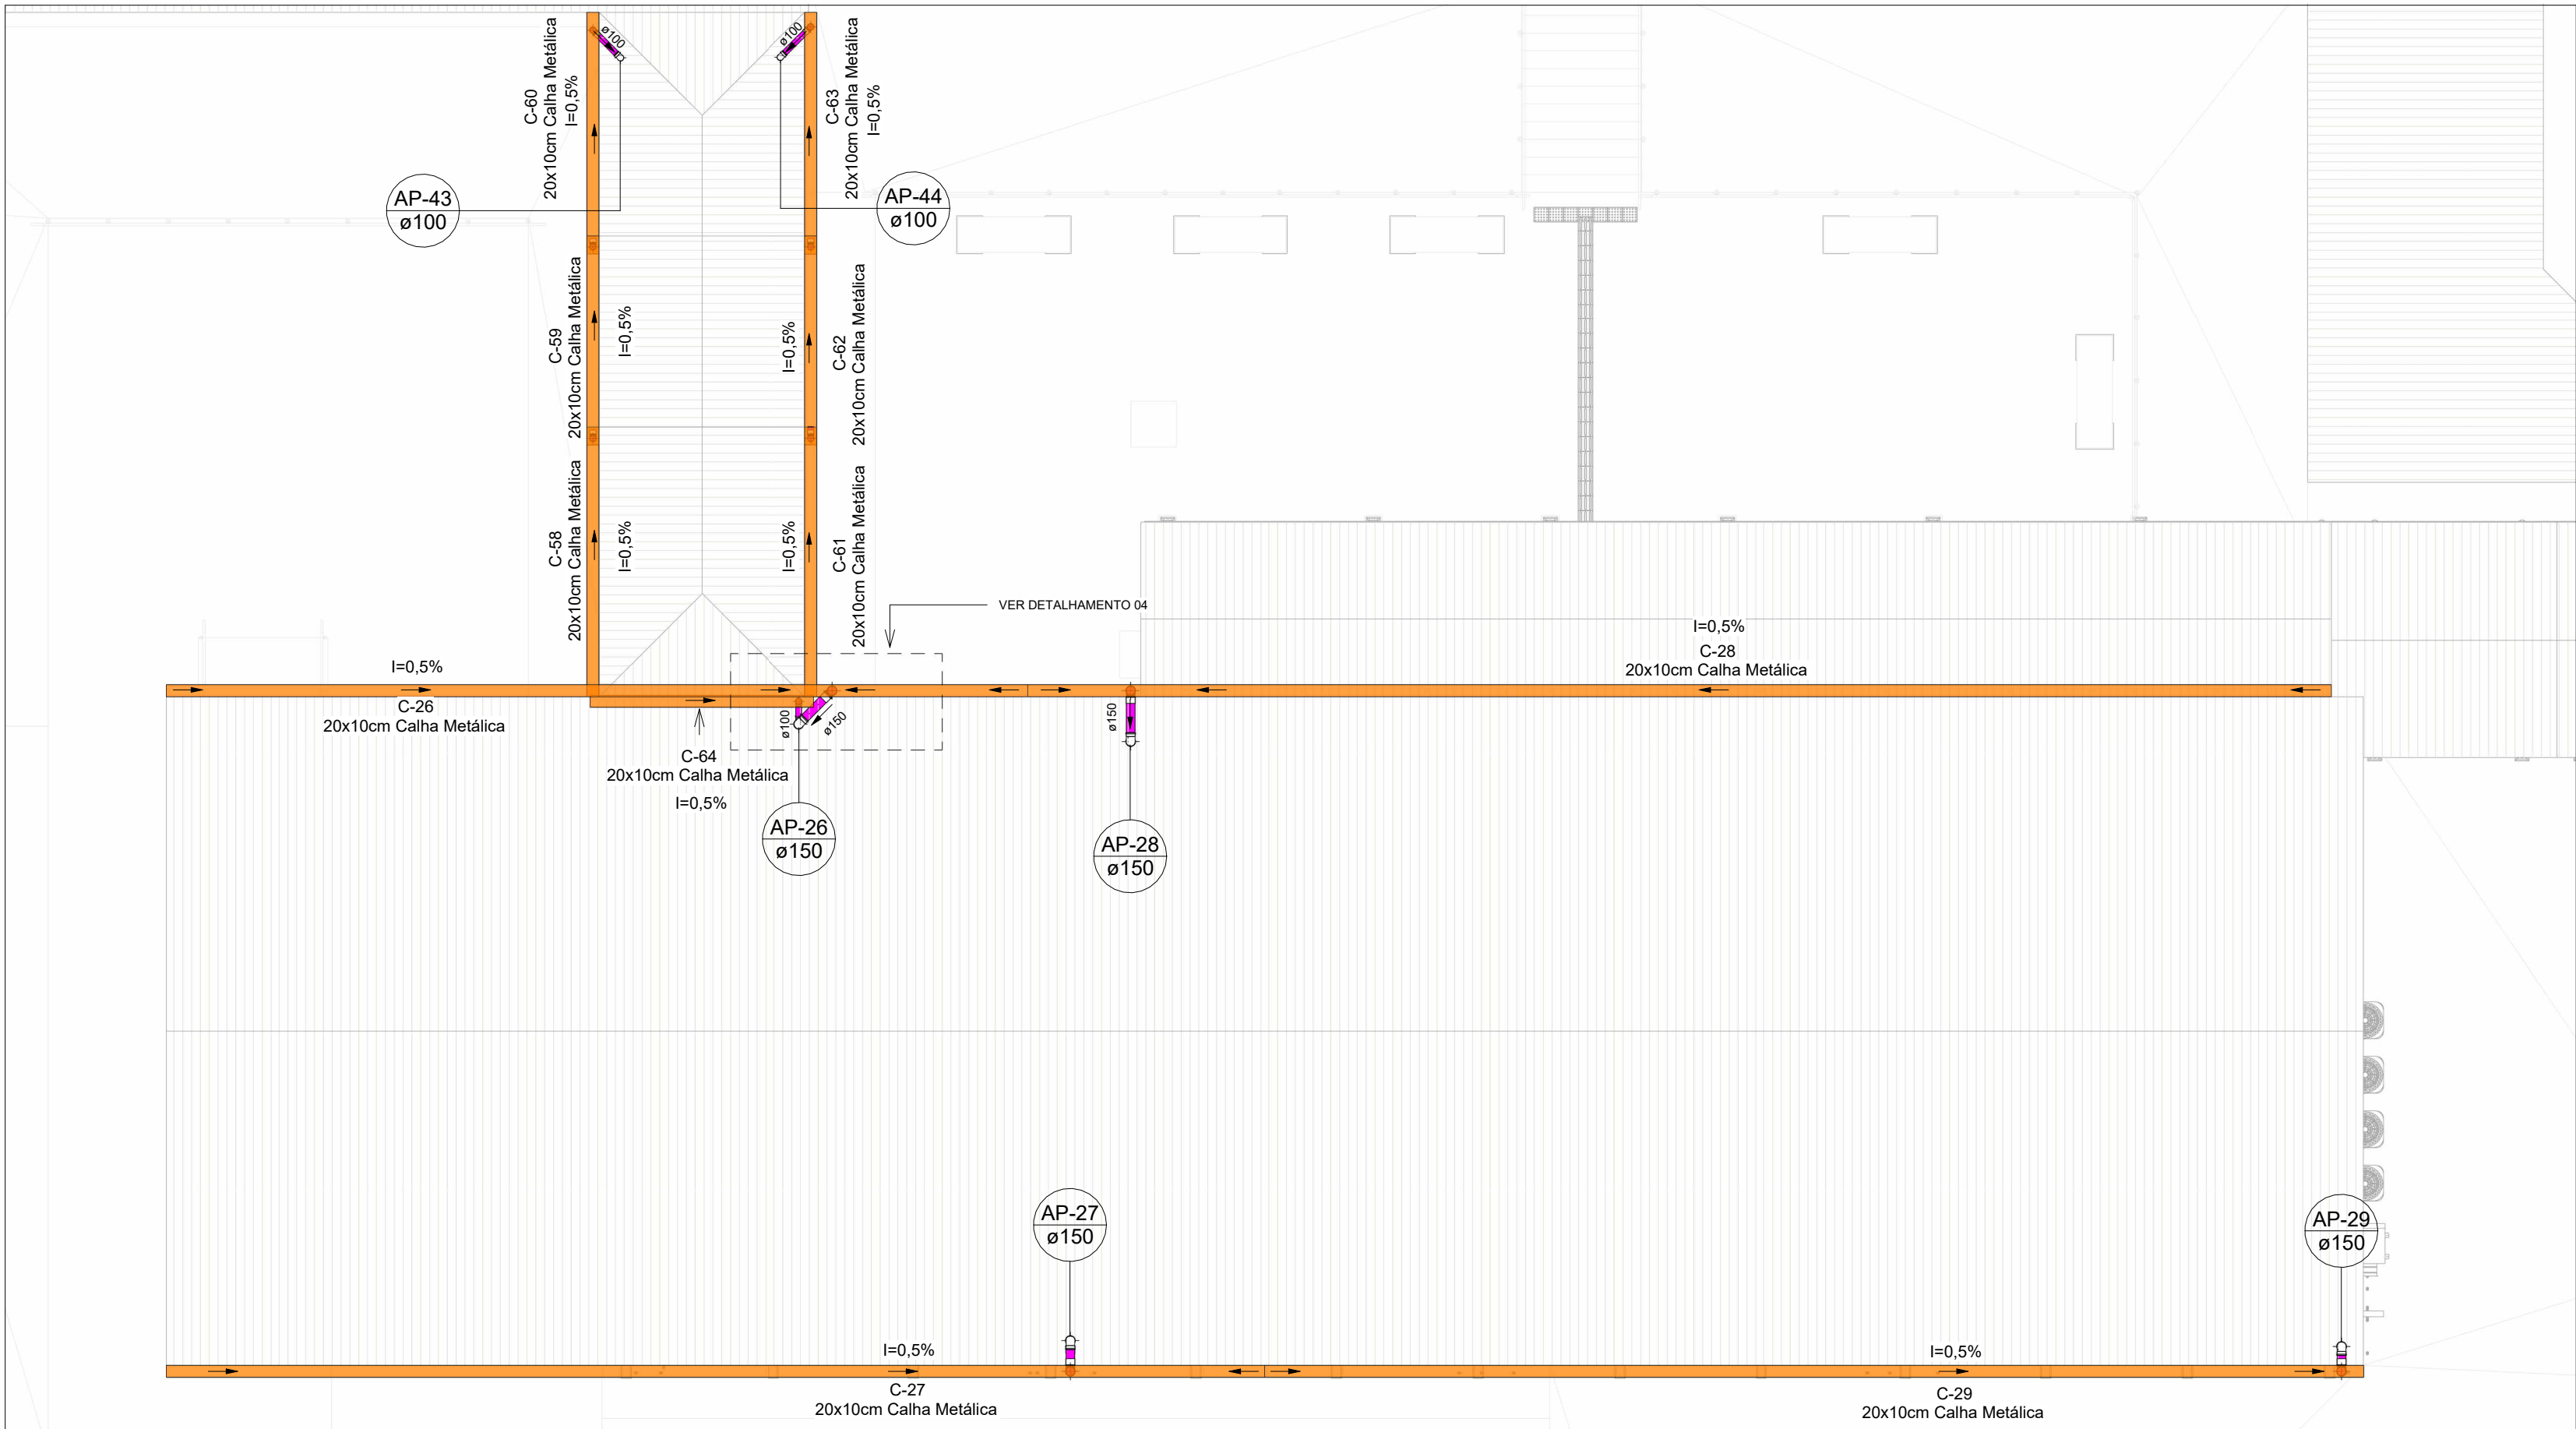 ø100
ø100
C-60
20x10cm Calha Metálica
I=0,5%
C-63
20x10cm Calha Metálica
I=0,5%
AP-43
ø100
AP-44
ø100
C-59
20x10cm Calha Metálica
I=0,5%
I=0,5%
C-62
20x10cm Calha Metálica
C-58
20x10cm Calha Metálica
I=0,5%
I=0,5%
C-61
20x10cm Calha Metálica
VER DETALHAMENTO 04
I=0,5%
C-28
20x10cm Calha Metálica
I=0,5%
C-26
20x10cm Calha Metálica
ø100
ø150
ø150
C-64
20x10cm Calha Metálica
I=0,5%
AP-26
ø150
AP-28
ø150
AP-27
ø150
AP-29
ø150
I=0,5%
C-27
20x10cm Calha Metálica
I=0,5%
C-29
20x10cm Calha Metálica